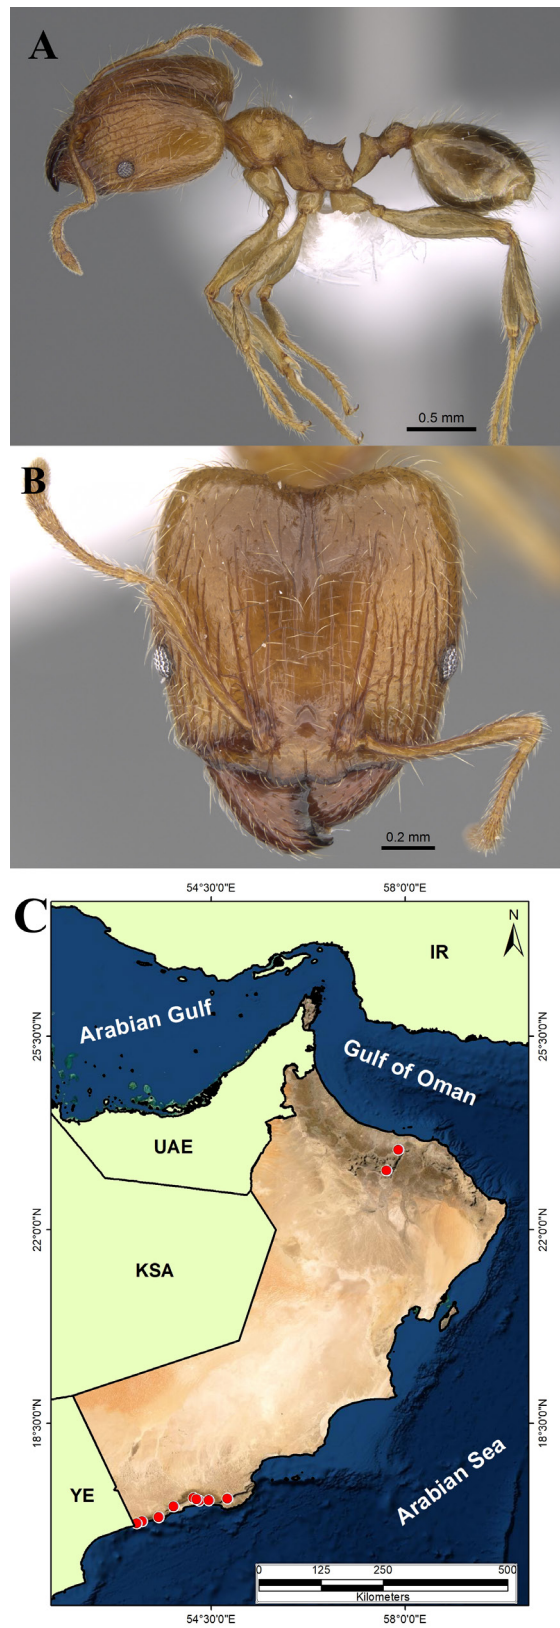 A
0.5 mm
B
0.2 mm
C
54°30'0"E
58°0'0"E
N
IR
Arabian Gulf
Gulf of Oman
25°30'0"N
25°30'0"N
UAE
22°0'0"N
22°0'0"N
KSA
18°30'0"N
18°30'0"N
YE
Arabian Sea
0 125 250 500
Kilometers
54°30'0"E
58°0'0"E